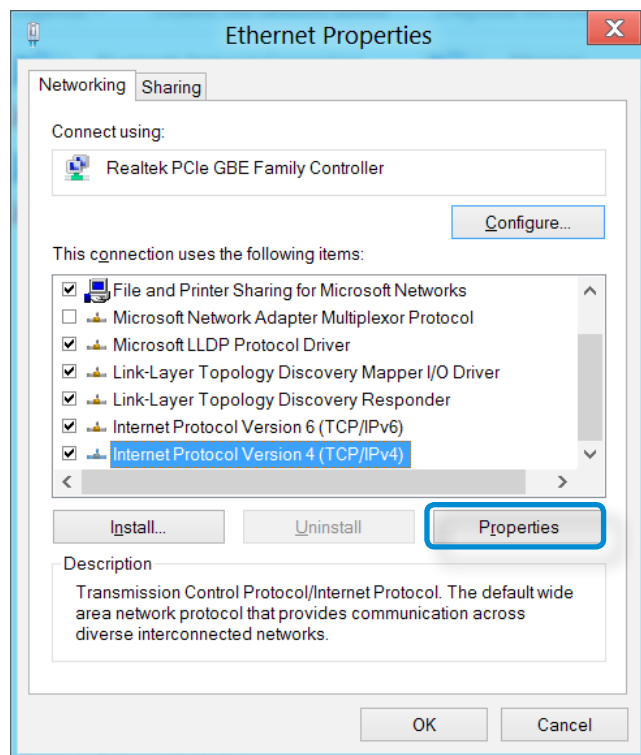 Ethernet Properties
X
Networking
Sharing
Connect using:
Realtek PCIe GBE Family Controller
Configure...
This connection uses the following items:
File and Printer Sharing for Microsoft Networks
Microsoft Network Adapter Multiplexor Protocol
Microsoft LLDP Protocol Driver
Link-Layer Topology Discovery Mapper I/O Driver
Link-Layer Topology Discovery Responder
Internet Protocol Version 6 (TCP/IPv6)
Internet Protocol Version 4 (TCP/IPv4)
Install...
Uninstall
Properties
Description
Transmission Control Protocol/Internet Protocol. The default wide
area network protocol that provides communication across
diverse interconnected networks.
OK
Cancel